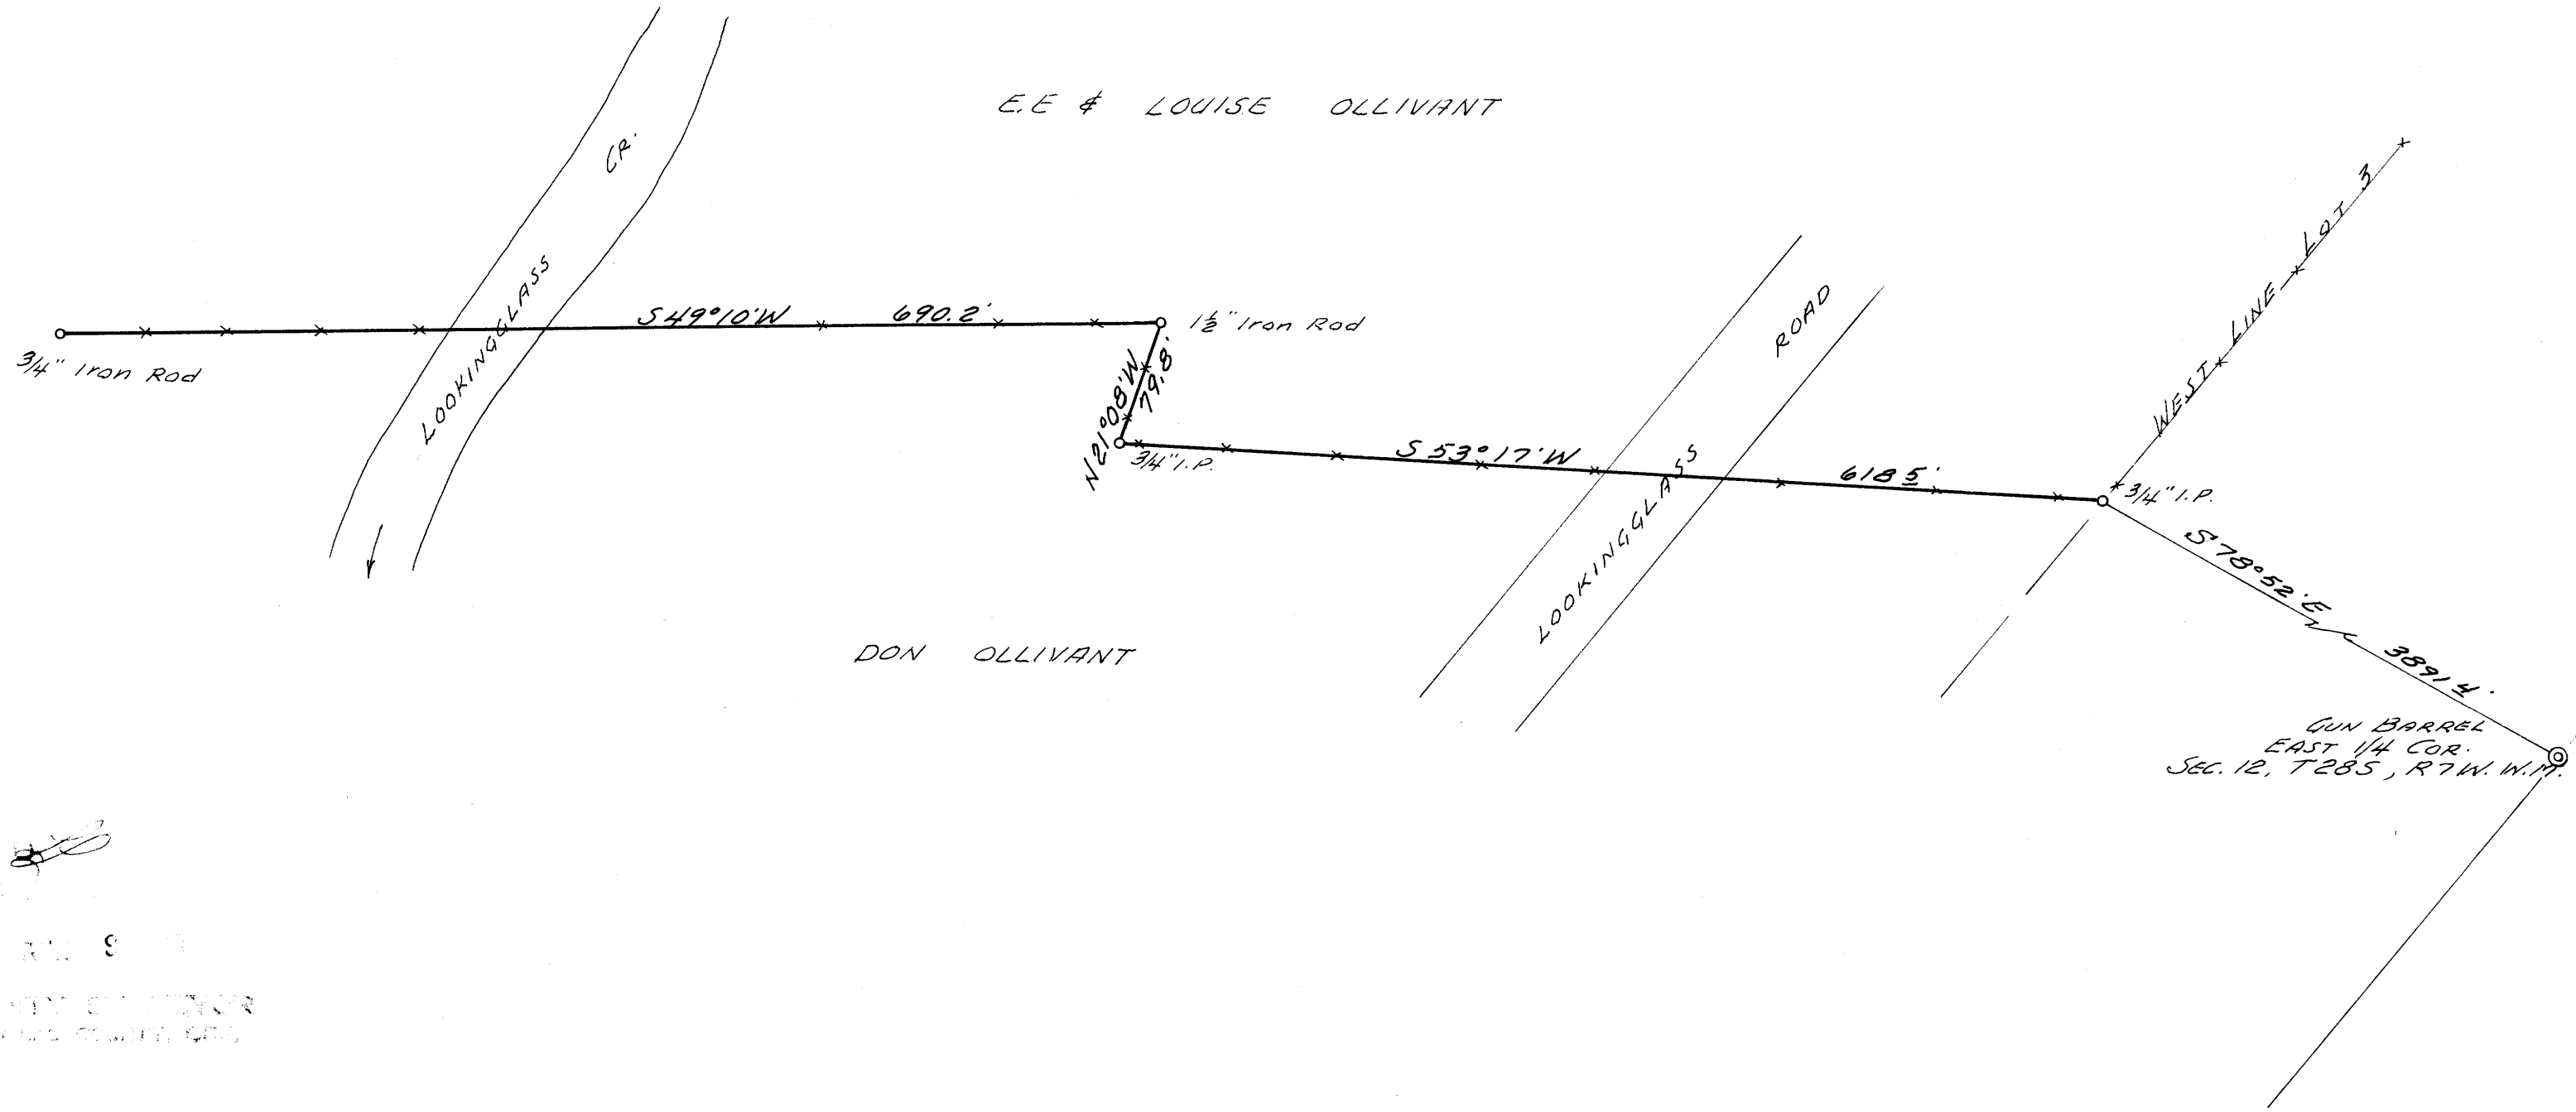 E.E & LOUISE OLLIVANT
CR.
LOOKINGGLASS
S49°10'W 690.2'
1½" Iron Rod
3/4" Iron Rod
N21°08'W
79.8'
3/4" I.P.
S53°17'W 618.5'
ROAD
LOOKINGGLASS
WEST LINE LOT 3
3/4" I.P.
S78°52'E 3891.4'
DON OLLIVANT
GUN BARREL
EAST 1/4 COR.
SEC. 12, T28S, R7W. W.M.
9